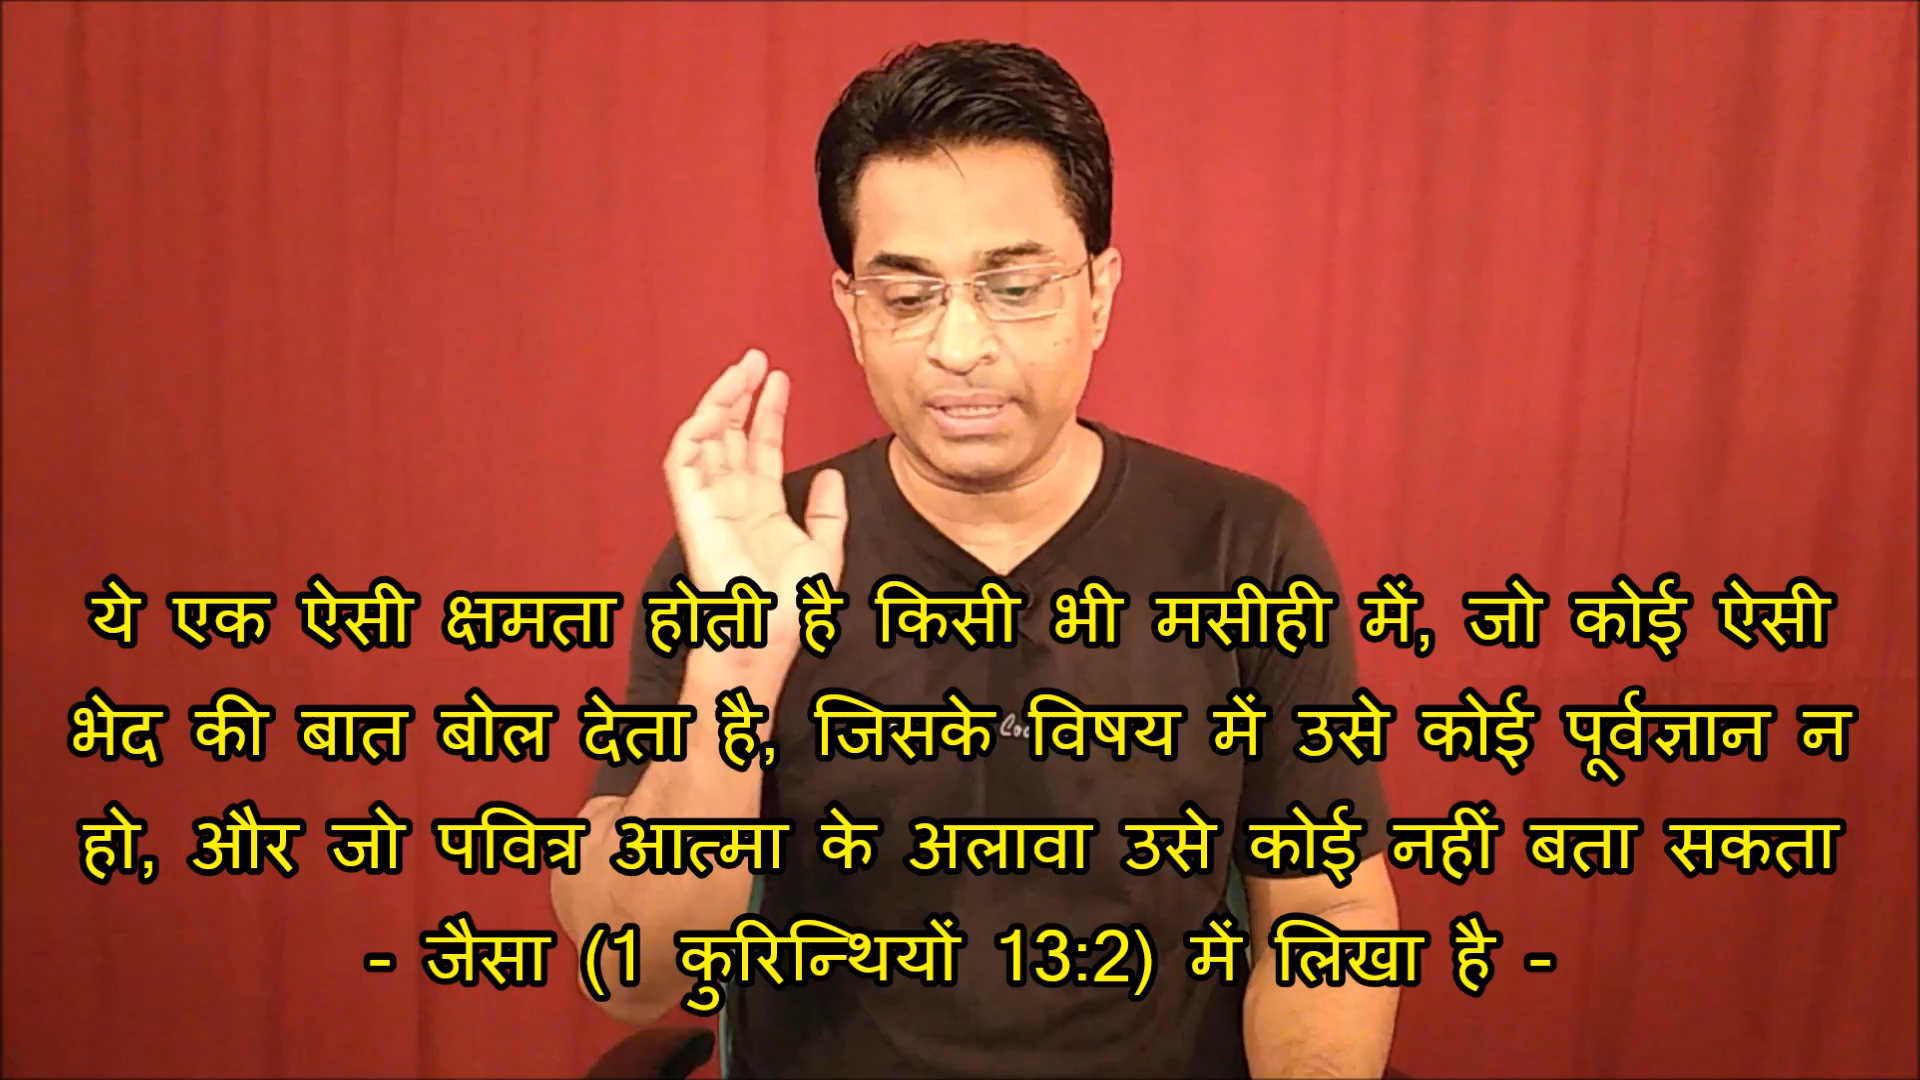 ये एक ऐसी क्षमता होती है किसी भी मसीही में, जो कोई ऐसी
भेद की बात बोल देता है, जिसके विषय में उसे कोई पूर्वज्ञान न
हो, और जो पवित्र आत्मा के अलावा उसे कोई नहीं बता सकता
- जैसा (1 कुरिन्थियों 13:2) में लिखा है -